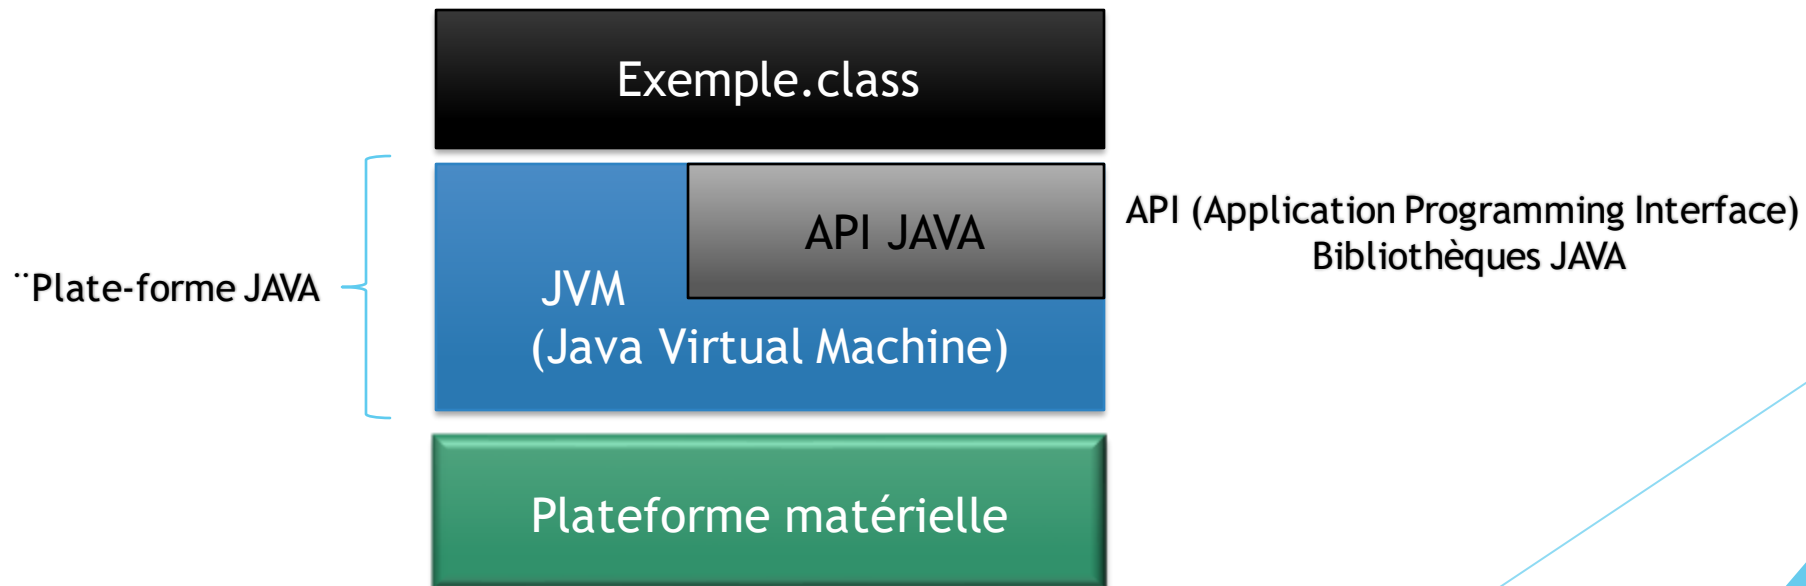 Exemple.class
API JAVA
API (Application Programming Interface)
Bibliothèques JAVA
¨Plate-forme JAVA
JVM
(Java Virtual Machine)
Plateforme matérielle